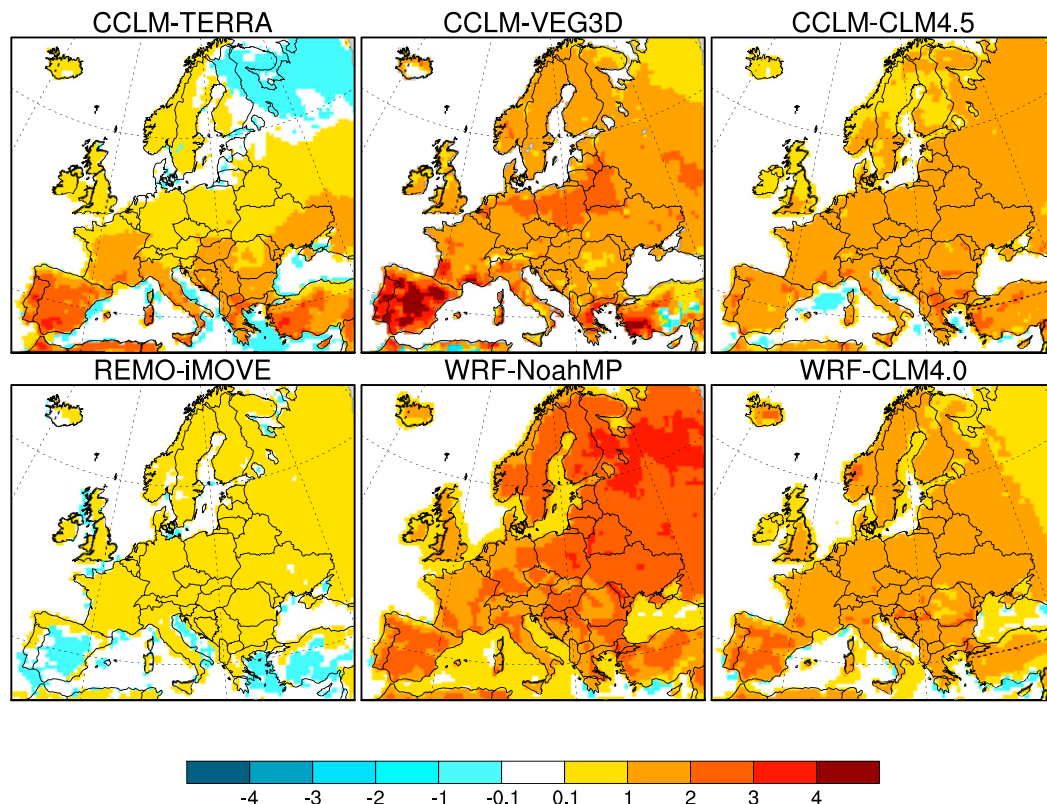 CCLM-TERRA CCLM-VEG3D CCLM-CLM4.5
REMO-iMOVE WRF-NoahMP WRF-CLM4.0
-4 -3 -2 -1 -0.1 0.1 1 2 3 4